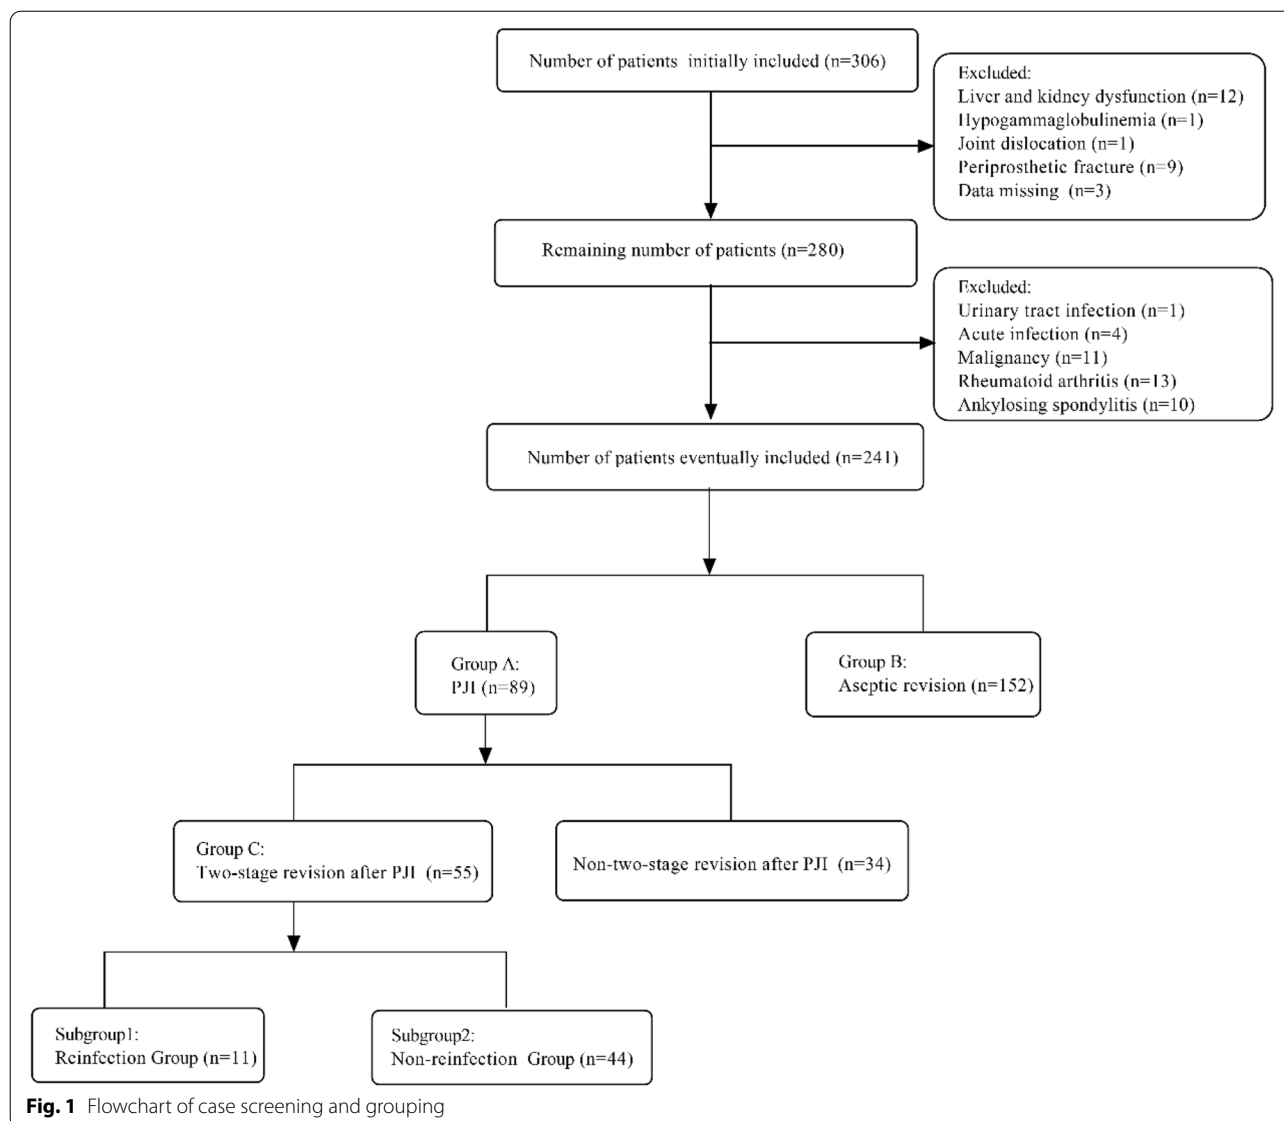 Number of patients initially included (n=306)
Excluded:
Liver and kidney dysfunction (n=12)
Hypogammaglobulinemia (n=1)
Joint dislocation (n=1)
Periprosthetic fracture (n=9)
Data missing (n=3)
Remaining number of patients (n=280)
Excluded:
Urinary tract infection (n=1)
Acute infection (n=4)
Malignancy (n=11)
Rheumatoid arthritis (n=13)
Ankylosing spondylitis (n=10)
Number of patients eventually included (n=241)
Group A:
PJI (n=89)
Group B:
Aseptic revision (n=152)
Group C:
Two-stage revision after PJI (n=55)
Non-two-stage revision after PJI (n=34)
Subgroup1:
Reinfection Group (n=11)
Subgroup2:
Non-reinfection Group (n=44)
Fig. 1 Flowchart of case screening and grouping